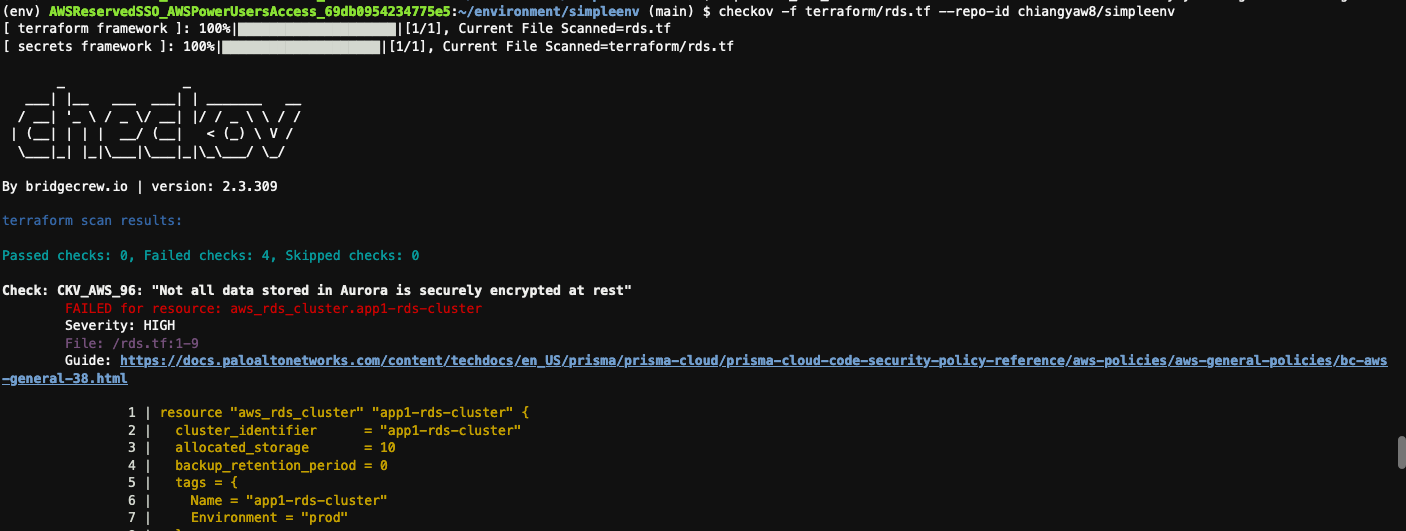 (env) AWSReservedSSO_AWSPowerUsersAccess_69db0954234775e5:~/environment/simpleenv (main) $ checkov -f terraform/rds.tf --repo-id chiangyaw8/simpleenv
[ terraform framework ]: 100%|████████████████████|[1/1], Current File Scanned=rds.tf
[ secrets framework ]: 100%|████████████████████|[1/1], Current File Scanned=terraform/rds.tf
checkov
By bridgecrew.io | version: 2.3.309
terraform scan results:
Passed checks: 0, Failed checks: 4, Skipped checks: 0
Check: CKV_AWS_96: "Not all data stored in Aurora is securely encrypted at rest"
FAILED for resource: aws_rds_cluster.app1-rds-cluster
Severity: HIGH
File: /rds.tf:1-9
Guide: https://docs.paloaltonetworks.com/content/techdocs/en_US/prisma/prisma-cloud/prisma-cloud-code-security-policy-reference/aws-policies/aws-general-policies/bc-aws
-general-38.html
1 | resource "aws_rds_cluster" "app1-rds-cluster" {
2 |   cluster_identifier      = "app1-rds-cluster"
3 |   allocated_storage       = 10
4 |   backup_retention_period = 0
5 |   tags = {
6 |     Name = "app1-rds-cluster"
7 |     Environment = "prod"